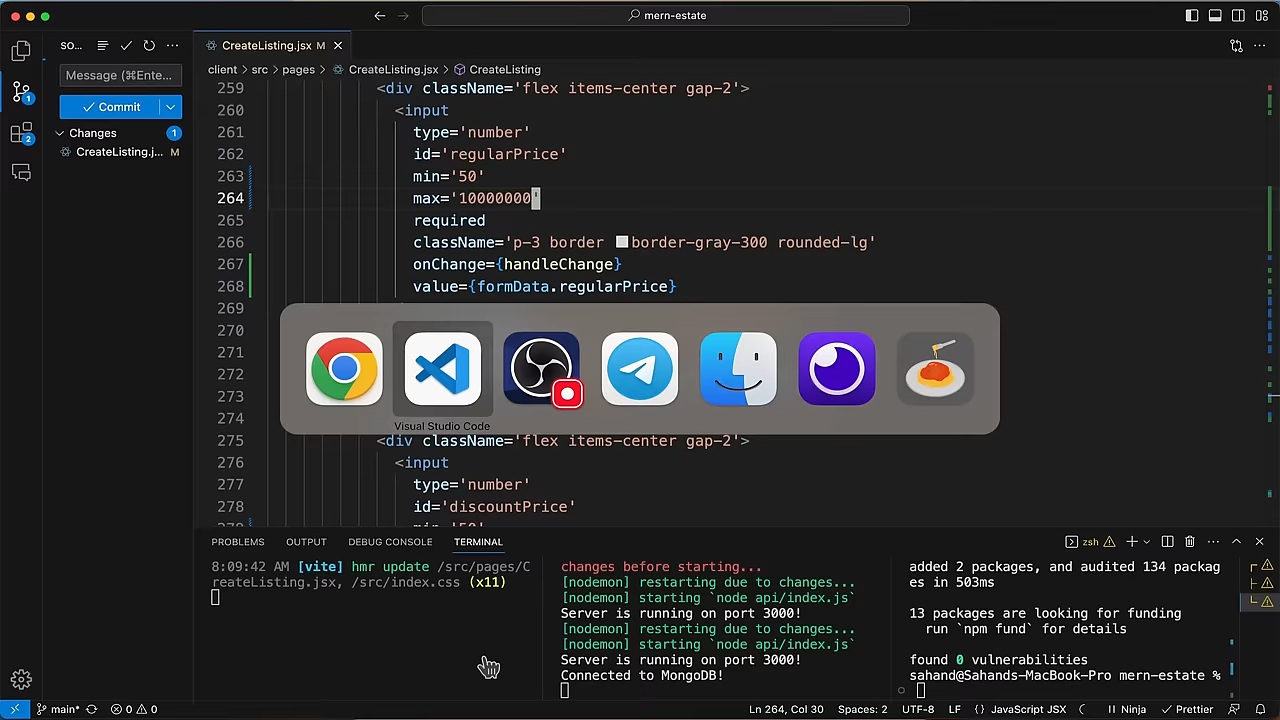 mern-estate
SO...
Message (⌘Ente...
Commit
Changes
1
CreateListing.j...
M
1
2
CreateListing.jsx M
client > src > pages > CreateListing.jsx > CreateListing
259 <div className='flex items-center gap-2'>
260 <input
261 type='number'
262 id='regularPrice'
263 min='50'
264 max='10000000'
265 required
266 className='p-3 border border-gray-300 rounded-lg'
267 onChange={handleChange}
268 value={formData.regularPrice}
269
270
271
272
273
274
275 <div className='flex items-center gap-2'>
276 <input
277 type='number'
278 id='discountPrice'
Visual Studio Code
PROBLEMS OUTPUT DEBUG CONSOLE TERMINAL
zsh
8:09:42 AM [vite] hmr update /src/pages/C
reateListing.jsx, /src/index.css (x11)
changes before starting...
[nodemon] restarting due to changes...
[nodemon] starting `node api/index.js`
Server is running on port 3000!
[nodemon] restarting due to changes...
[nodemon] starting `node api/index.js`
Server is running on port 3000!
Connected to MongoDB!
added 2 packages, and audited 134 packag
es in 503ms
13 packages are looking for funding
run `npm fund` for details
found 0 vulnerabilities
sahand@Sahands-MacBook-Pro mern-estate %
main* 0 0 Ln 264, Col 30 Spaces: 2 UTF-8 LF {} JavaScript JSX Ninja Prettier